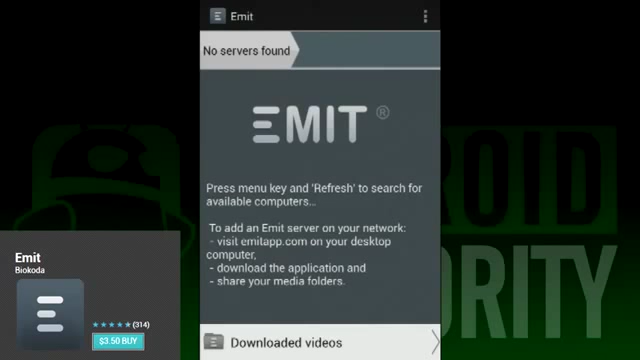 Emit
No servers found
EMIT ®
Press menu key and 'Refresh' to search for
available computers...
To add an Emit server on your network:
- visit emitapp.com on your desktop
computer,
- download the application and
- share your media folders.
Downloaded videos
Emit
Biokoda
(314)
$3.50 BUY
ROID
ORITY